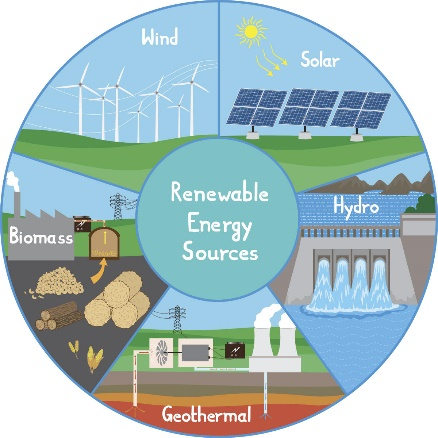 Wind
Solar
Renewable
Energy
Sources
Hydro
Biomass
Geothermal